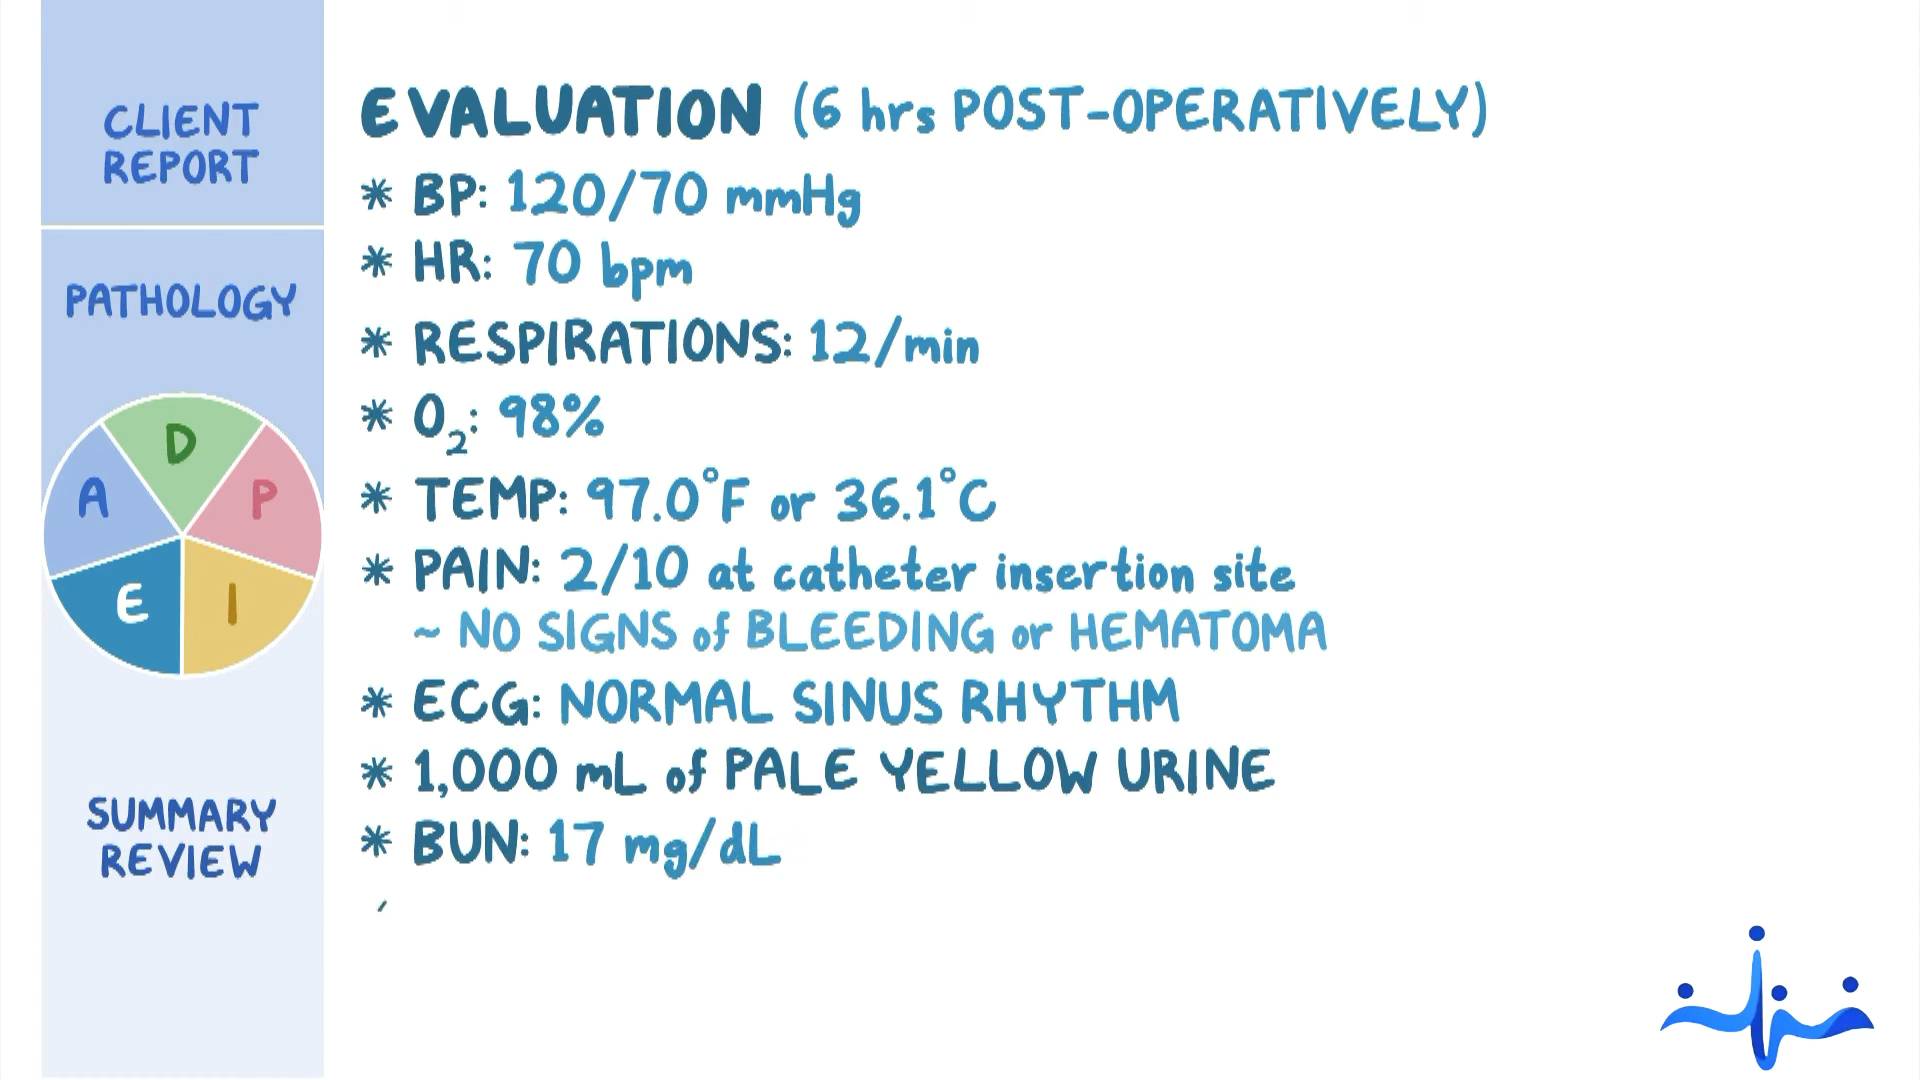 CLIENT
REPORT
PATHOLOGY
A
D
P
E
I
SUMMARY
REVIEW
EVALUATION (6 hrs POST-OPERATIVELY)
* BP: 120/70 mmHg
* HR: 70 bpm
* RESPIRATIONS: 12/min
* O₂: 98%
* TEMP: 97.0°F or 36.1°C
* PAIN: 2/10 at catheter insertion site
~ NO SIGNS of BLEEDING or HEMATOMA
* ECG: NORMAL SINUS RHYTHM
* 1,000 mL of PALE YELLOW URINE
* BUN: 17 mg/dL